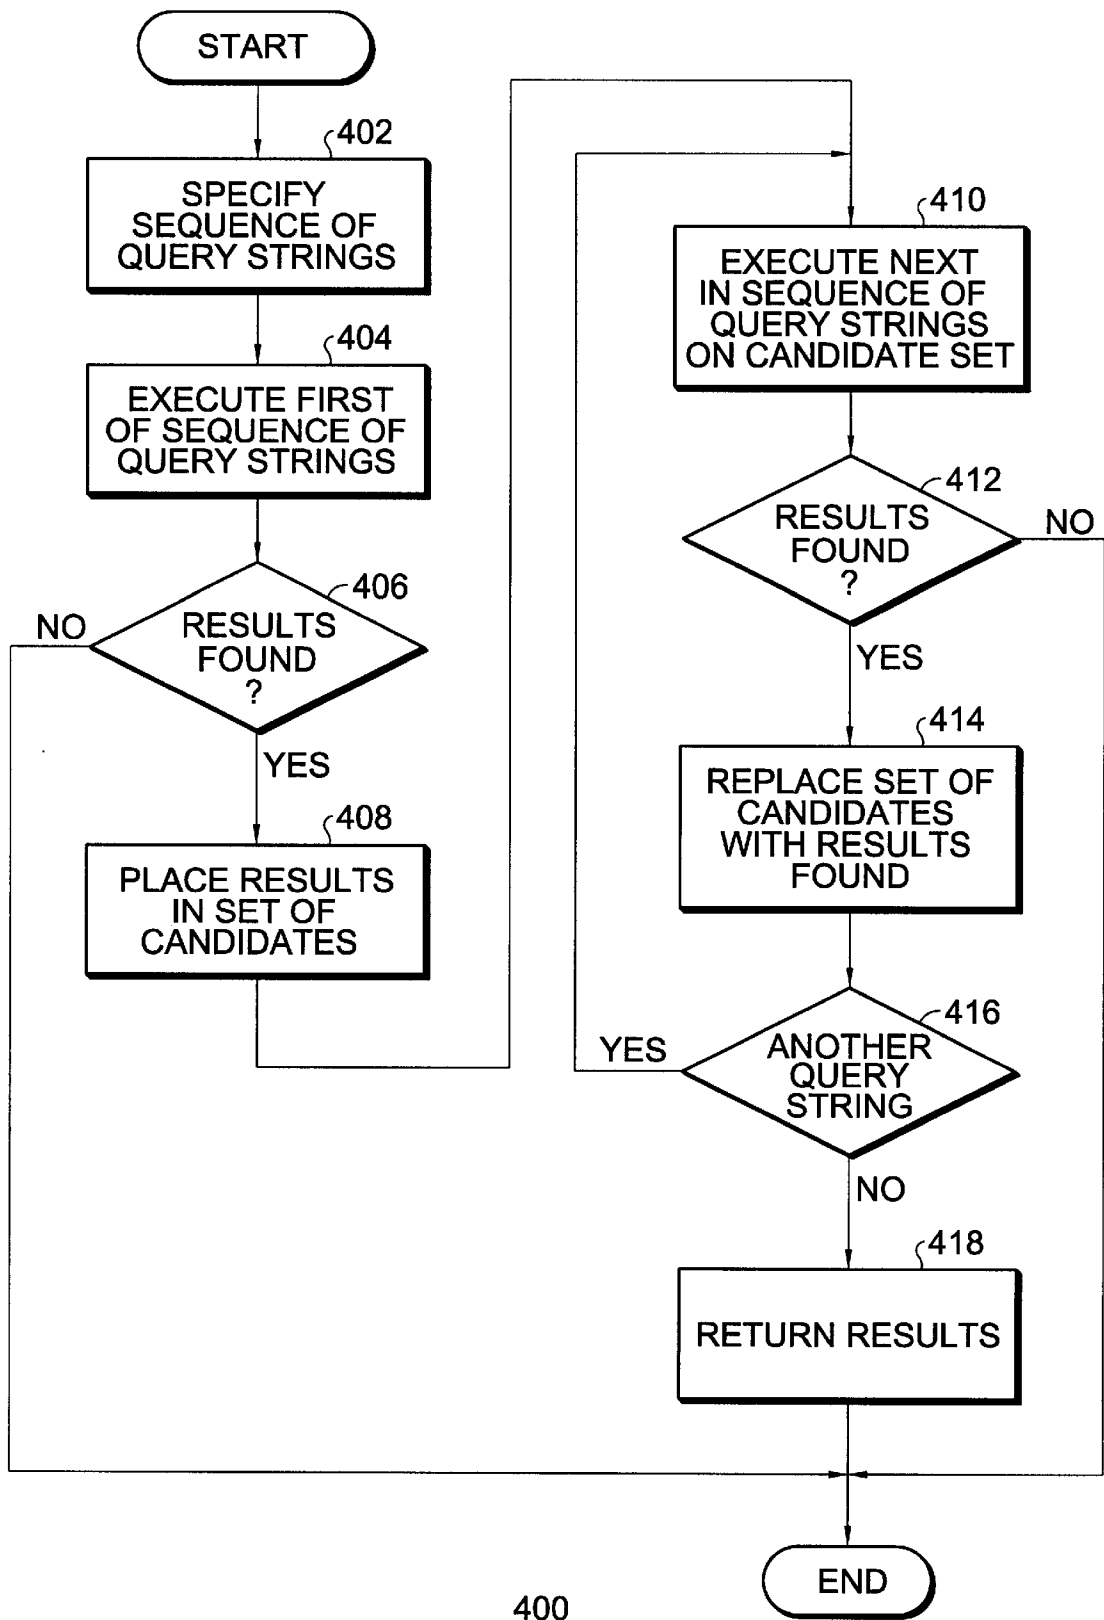 START
402
SPECIFY
SEQUENCE OF
QUERY STRINGS
404
EXECUTE FIRST
OF SEQUENCE OF
QUERY STRINGS
406
RESULTS
FOUND
?
NO
YES
408
PLACE RESULTS
IN SET OF
CANDIDATES
410
EXECUTE NEXT
IN SEQUENCE OF
QUERY STRINGS
ON CANDIDATE SET
412
RESULTS
FOUND
?
NO
YES
414
REPLACE SET OF
CANDIDATES
WITH RESULTS
FOUND
416
ANOTHER
QUERY
STRING
YES
NO
418
RETURN RESULTS
END
400